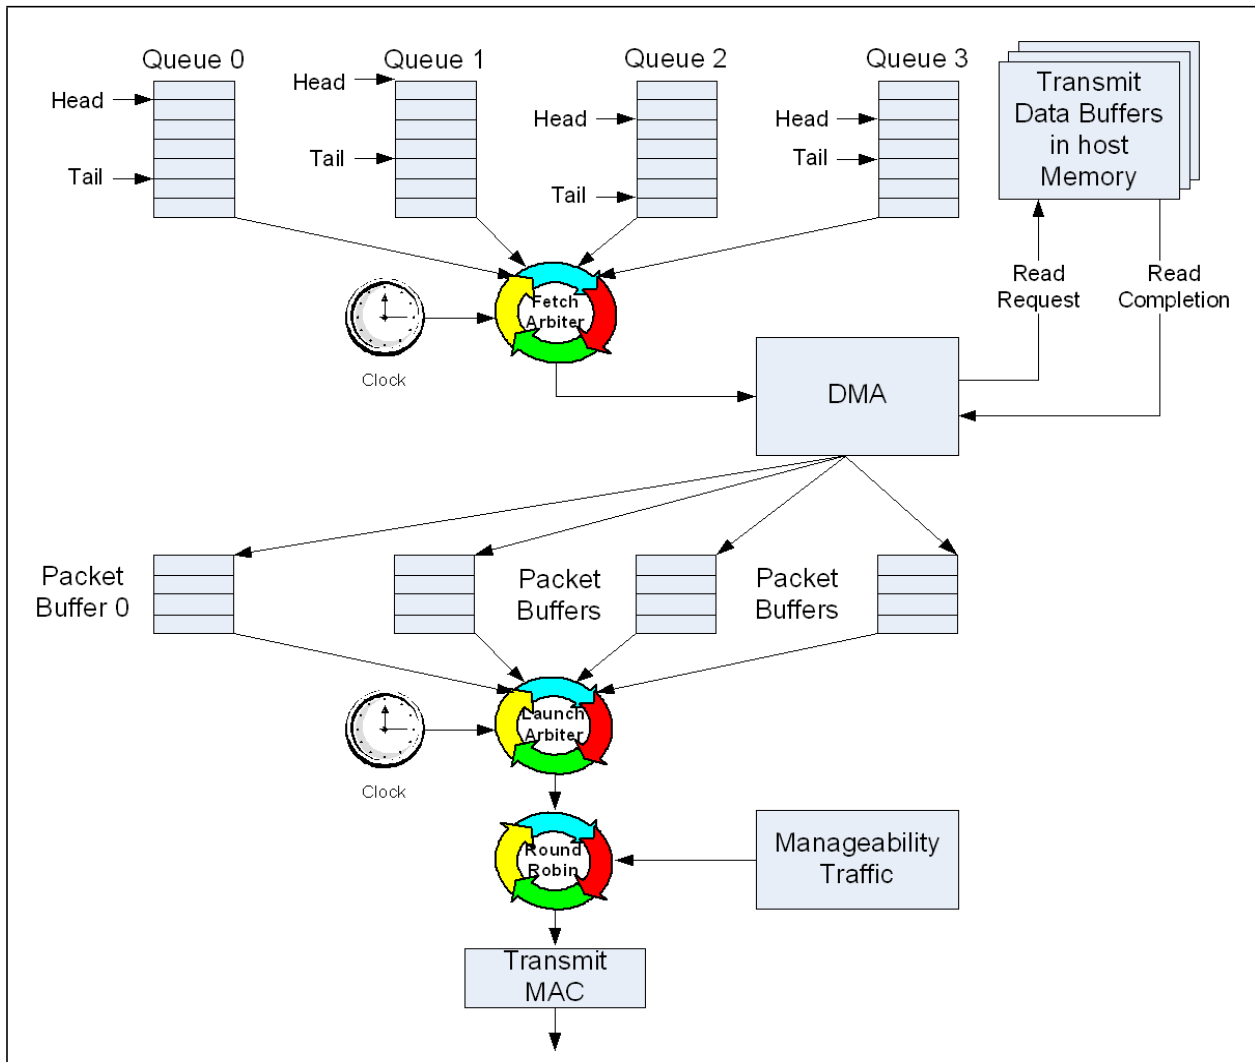 Queue 0
Queue 1
Queue 2
Queue 3
Head
Head
Head
Head
Tail
Tail
Tail
Tail
Transmit
Data Buffers
in host
Memory
Read
Request
Read
Completion
Fetch
Arbiter
Clock
DMA
Packet
Buffer 0
Packet
Buffers
Packet
Buffers
Launch
Arbiter
Clock
Round
Robin
Manageability
Traffic
Transmit
MAC